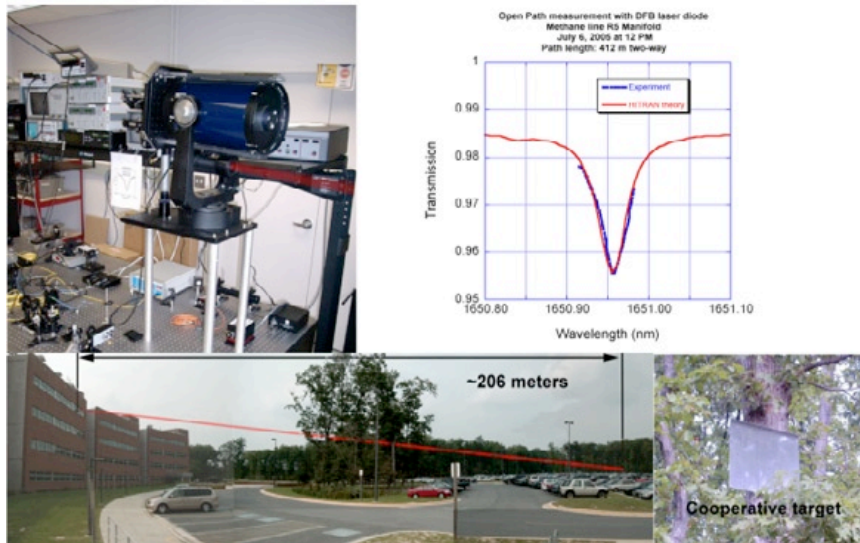 Open Path measurement with DFB laser diode
Methane line R5 Manifold
July 6, 2005 at 12 PM
Path length: 412 m two-way
1
0.99
0.98
0.97
0.96
0.95
Transmission
Experiment
HITRAN theory
1650.80
1650.90
1651.00
1651.10
Wavelength (nm)
~206 meters
Cooperative target